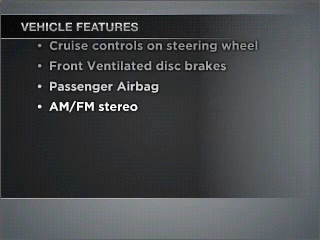 VEHICLE FEATURES
• Cruise controls on steering wheel
• Front Ventilated disc brakes
• Passenger Airbag
• AM/FM stereo